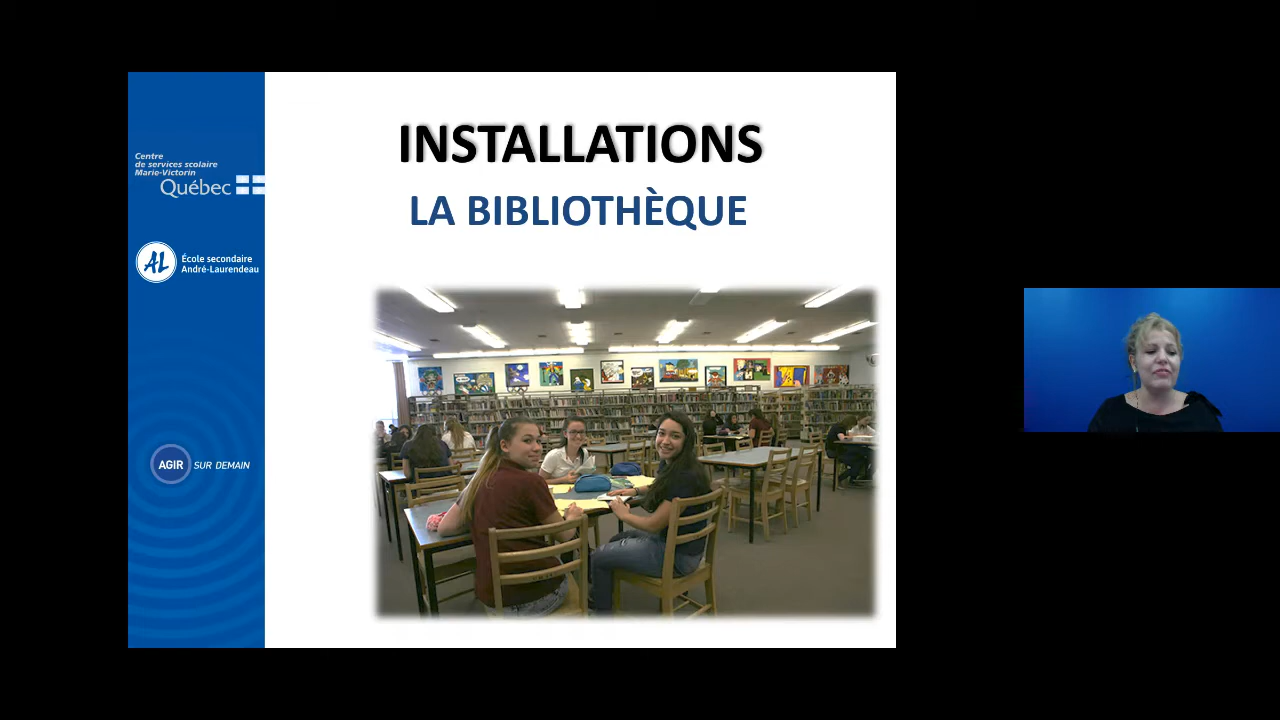 INSTALLATIONS
LA BIBLIOTHÈQUE
Centre
de services scolaire
Marie-Victorin
Québec
AL
École secondaire
André-Laurendeau
AGIR SUR DEMAIN